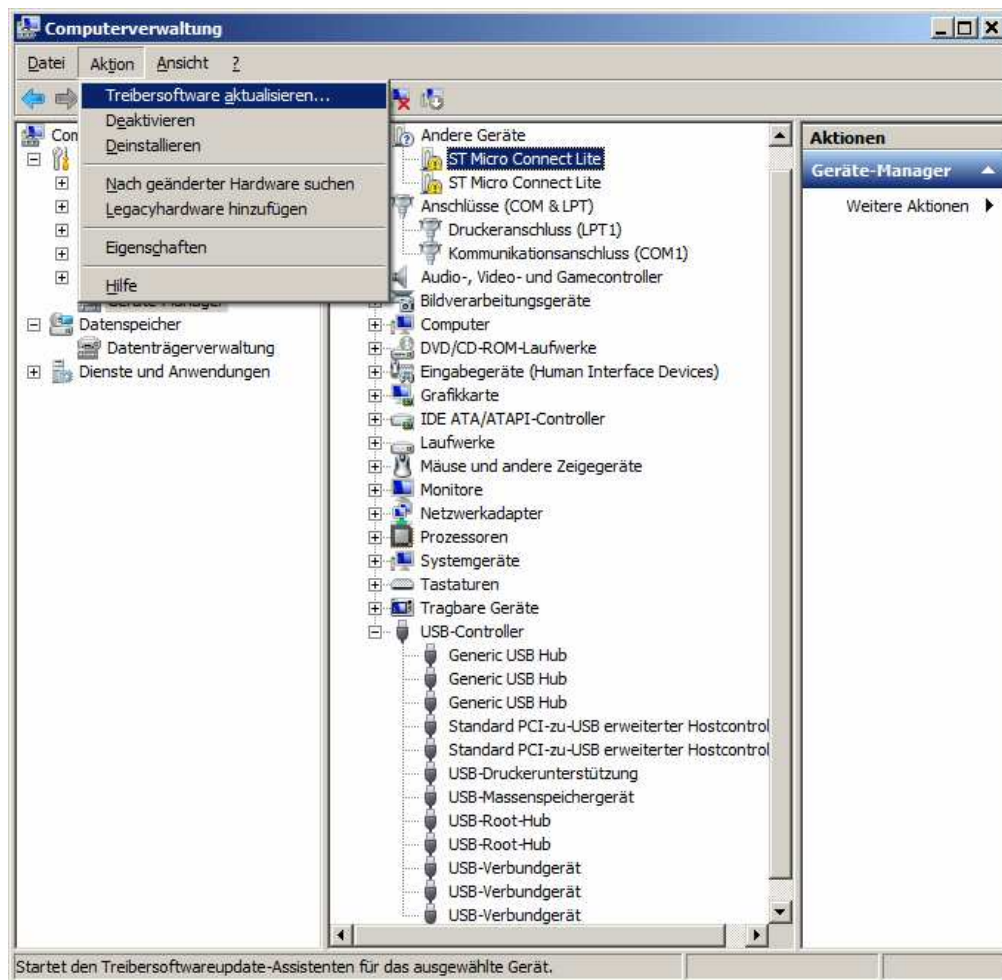 Computerverwaltung
Datei Aktion Ansicht ?
Treibersoftware aktualisieren...
Deaktivieren
Deinstallieren
Nach geänderter Hardware suchen
Legacyhardware hinzufügen
Eigenschaften
Hilfe
Com
Geräte-Manager
Datenspeicher
Datenträgerverwaltung
Dienste und Anwendungen
Andere Geräte
ST Micro Connect Lite
ST Micro Connect Lite
Anschlüsse (COM & LPT)
Druckeranschluss (LPT1)
Kommunikationsanschluss (COM1)
Audio-, Video- und Gamecontroller
Bildverarbeitungsgeräte
Computer
DVD/CD-ROM-Laufwerke
Eingabegeräte (Human Interface Devices)
Grafikkarte
IDE ATA/ATAPI-Controller
Laufwerke
Mäuse und andere Zeigegeräte
Monitore
Netzwerkadapter
Prozessoren
Systemgeräte
Tastaturen
Tragbare Geräte
USB-Controller
Generic USB Hub
Generic USB Hub
Generic USB Hub
Standard PCI-zu-USB erweiterter Hostcontrol
Standard PCI-zu-USB erweiterter Hostcontrol
USB-Druckerunterstützung
USB-Massenspeichergerät
USB-Root-Hub
USB-Root-Hub
USB-Verbundgerät
USB-Verbundgerät
USB-Verbundgerät
Aktionen
Geräte-Manager
Weitere Aktionen
Startet den Treibersoftwareupdate-Assistenten für das ausgewählte Gerät.